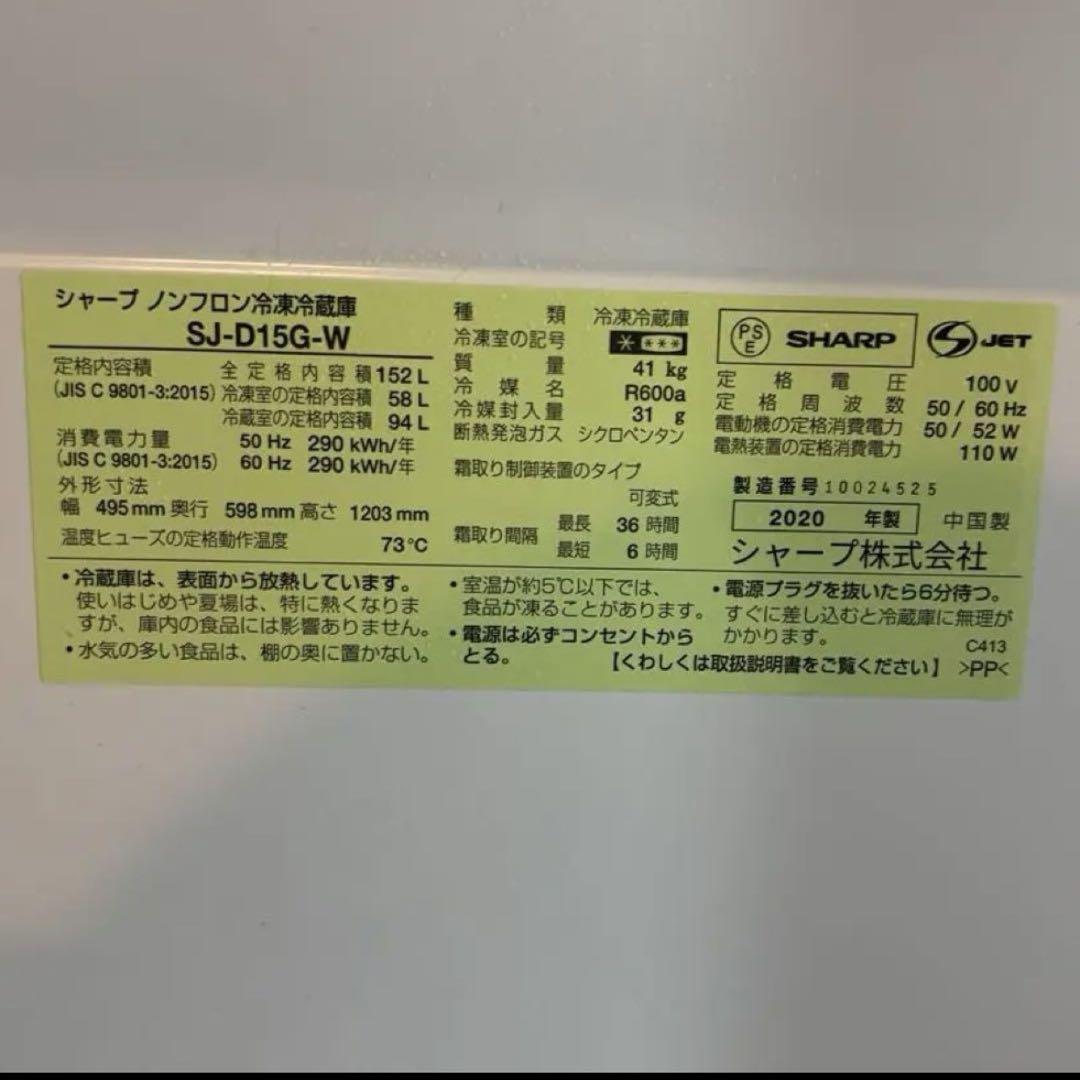 シャープ ノンフロン冷凍冷蔵庫
SJ-D15G-W
定格内容積 全定格内容積 152 L
(JIS C 9801-3:2015) 冷凍室の定格内容積 58 L
冷蔵室の定格内容積 94 L
消費電力量 50 Hz 290 kWh/年
(JIS C 9801-3:2015) 60 Hz 290 kWh/年
外形寸法
幅 495 mm 奥行 598 mm 高さ 1203 mm
温度ヒューズの定格動作温度 73℃
種類 冷凍冷蔵庫
冷凍室の記号 * ***
質量 41 kg
冷媒名 R600a
冷媒封入量 31 g
断熱発泡ガス シクロペンタン
霜取り制御装置のタイプ
可変式
霜取り間隔 最長 36 時間
最短 6 時間
PSE SHARP JET
定格電圧 100 V
定格周波数 50 / 60 Hz
電動機の定格消費電力 50 / 52 W
電熱装置の定格消費電力 110 W
製造番号 10024525
2020 年製 中国製
シャープ株式会社
・冷蔵庫は、表面から放熱しています。
使いはじめや夏場は、特に熱くなりま
すが、庫内の食品には影響ありません。
・水気の多い食品は、棚の奥に置かない。
・室温が約5℃以下では、
食品が凍ることがあります。
・電源は必ずコンセントから
とる。
・電源プラグを抜いたら6分待つ。
すぐに差し込むと冷蔵庫に無理が
かかります。
C413
【くわしくは取扱説明書をご覧ください】 >PP<